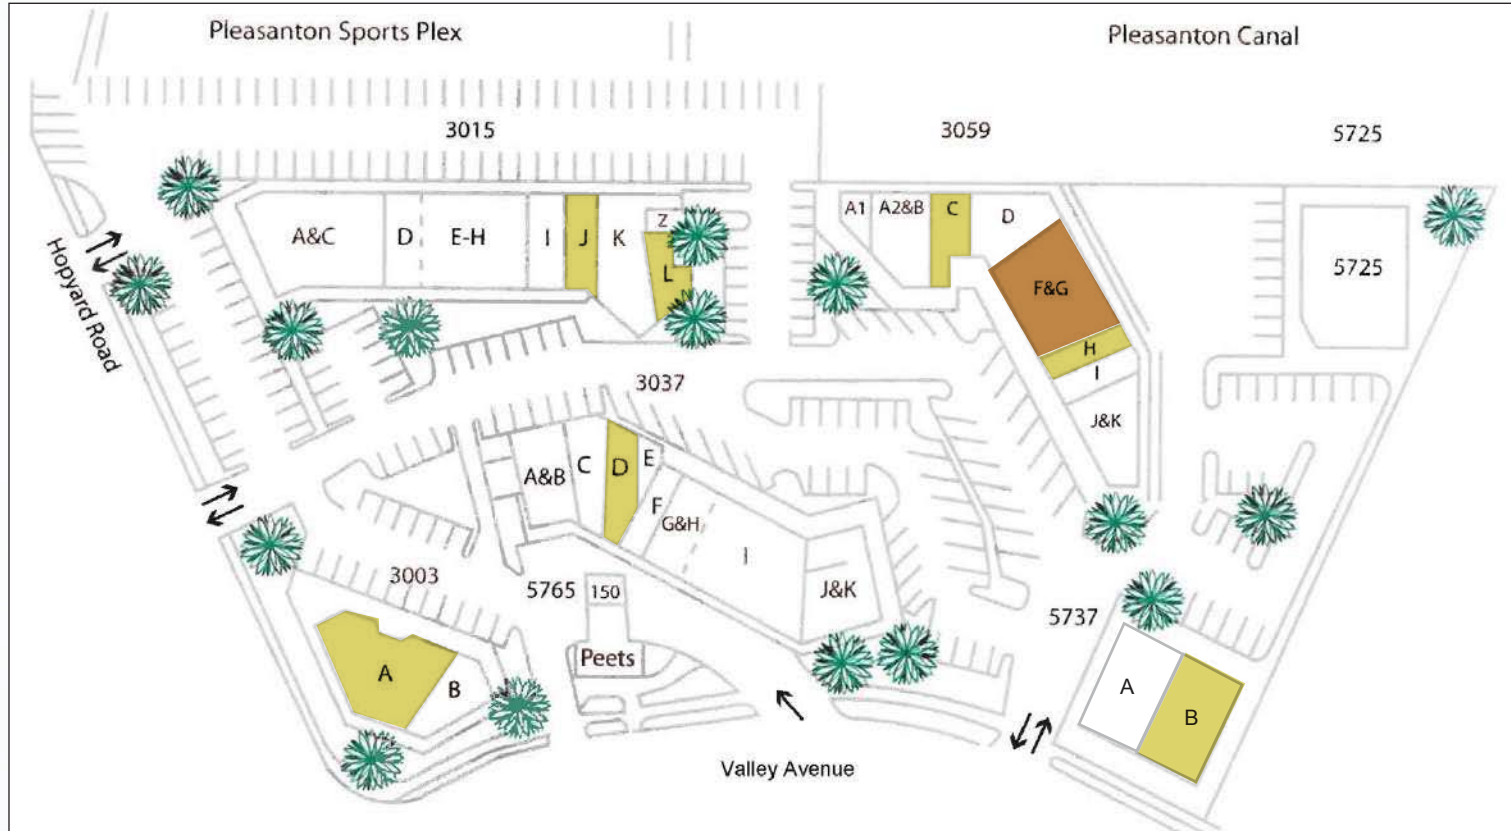 Pleasanton Sports Plex
Pleasanton Canal
3015
3059
5725
A&C
D
E-H
I
J
K
Z
L
A1
A2&B
C
D
F&G
H
I
J&K
5725
Hopyard Road
3037
A&B
C
D
E
F
G&H
I
J&K
3003
A
B
5765
150
Peets
5737
A
B
Valley Avenue